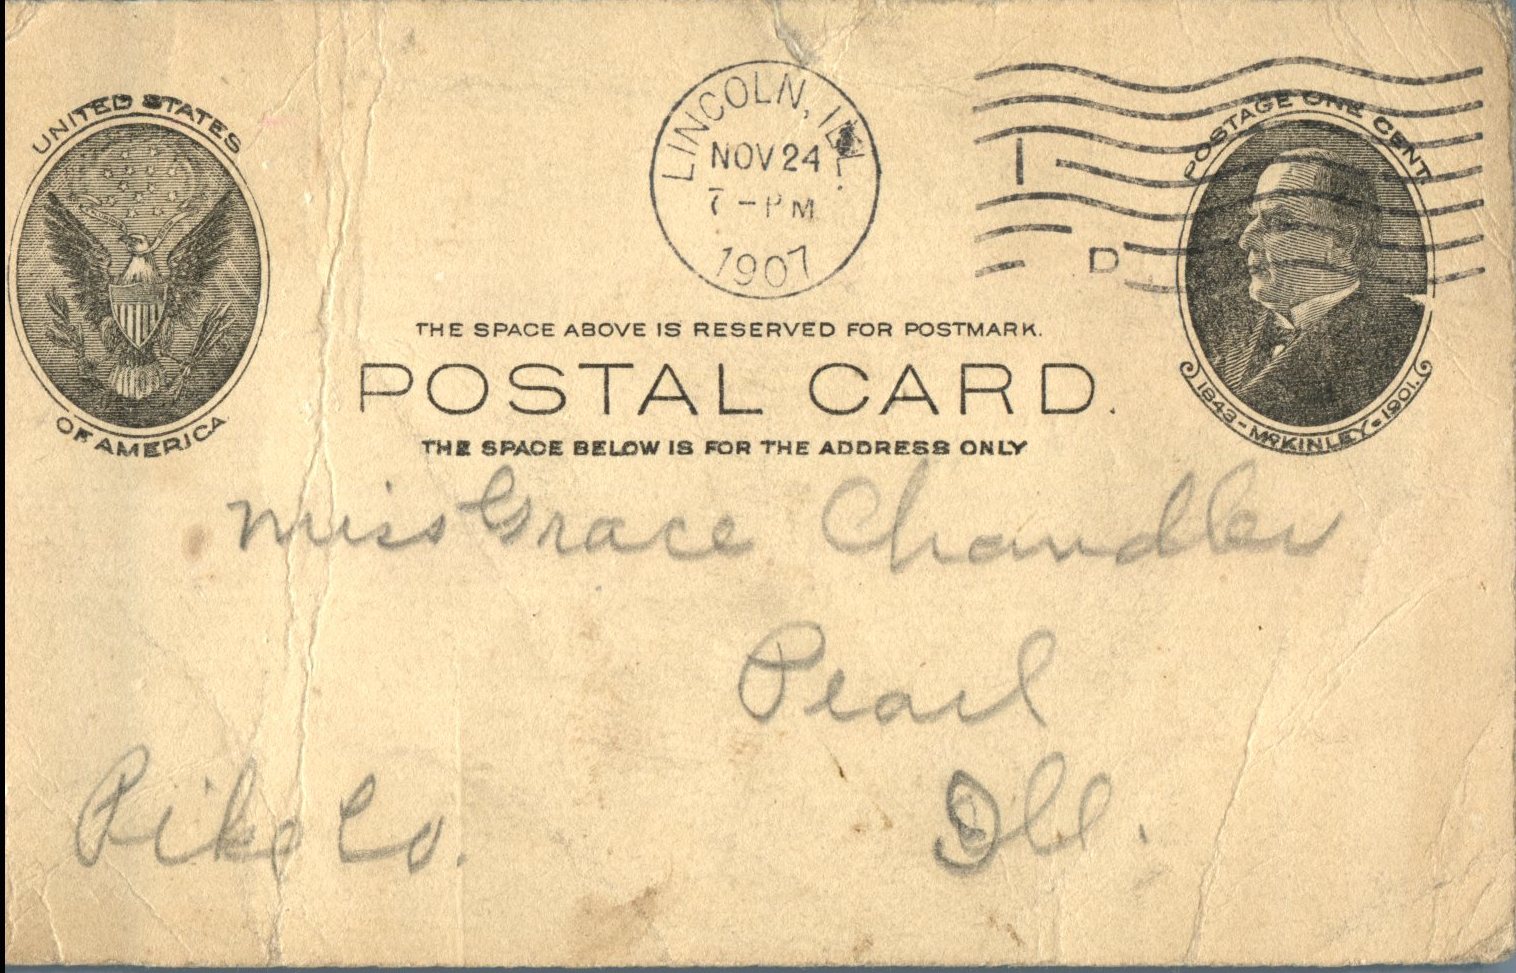 UNITED STATES
OF AMERICA
LINCOLN, ILL.
NOV 24
7 - PM
1907
1
D
POSTAGE ONE CENT
1843 - McKINLEY - 1901.
THE SPACE ABOVE IS RESERVED FOR POSTMARK.
POSTAL CARD.
THE SPACE BELOW IS FOR THE ADDRESS ONLY
Miss Grace Chandler
Pearl
Pike Co. Ill.